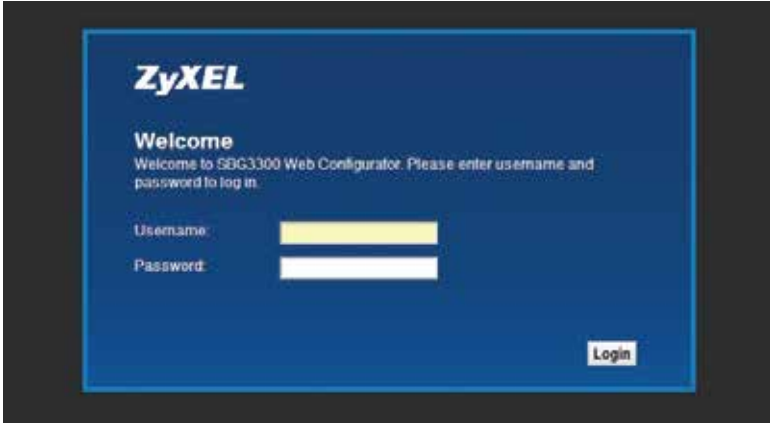 ZyXEL
Welcome
Welcome to SBG3300 Web Configurator. Please enter username and
password to log in.
Username:
Password:
Login